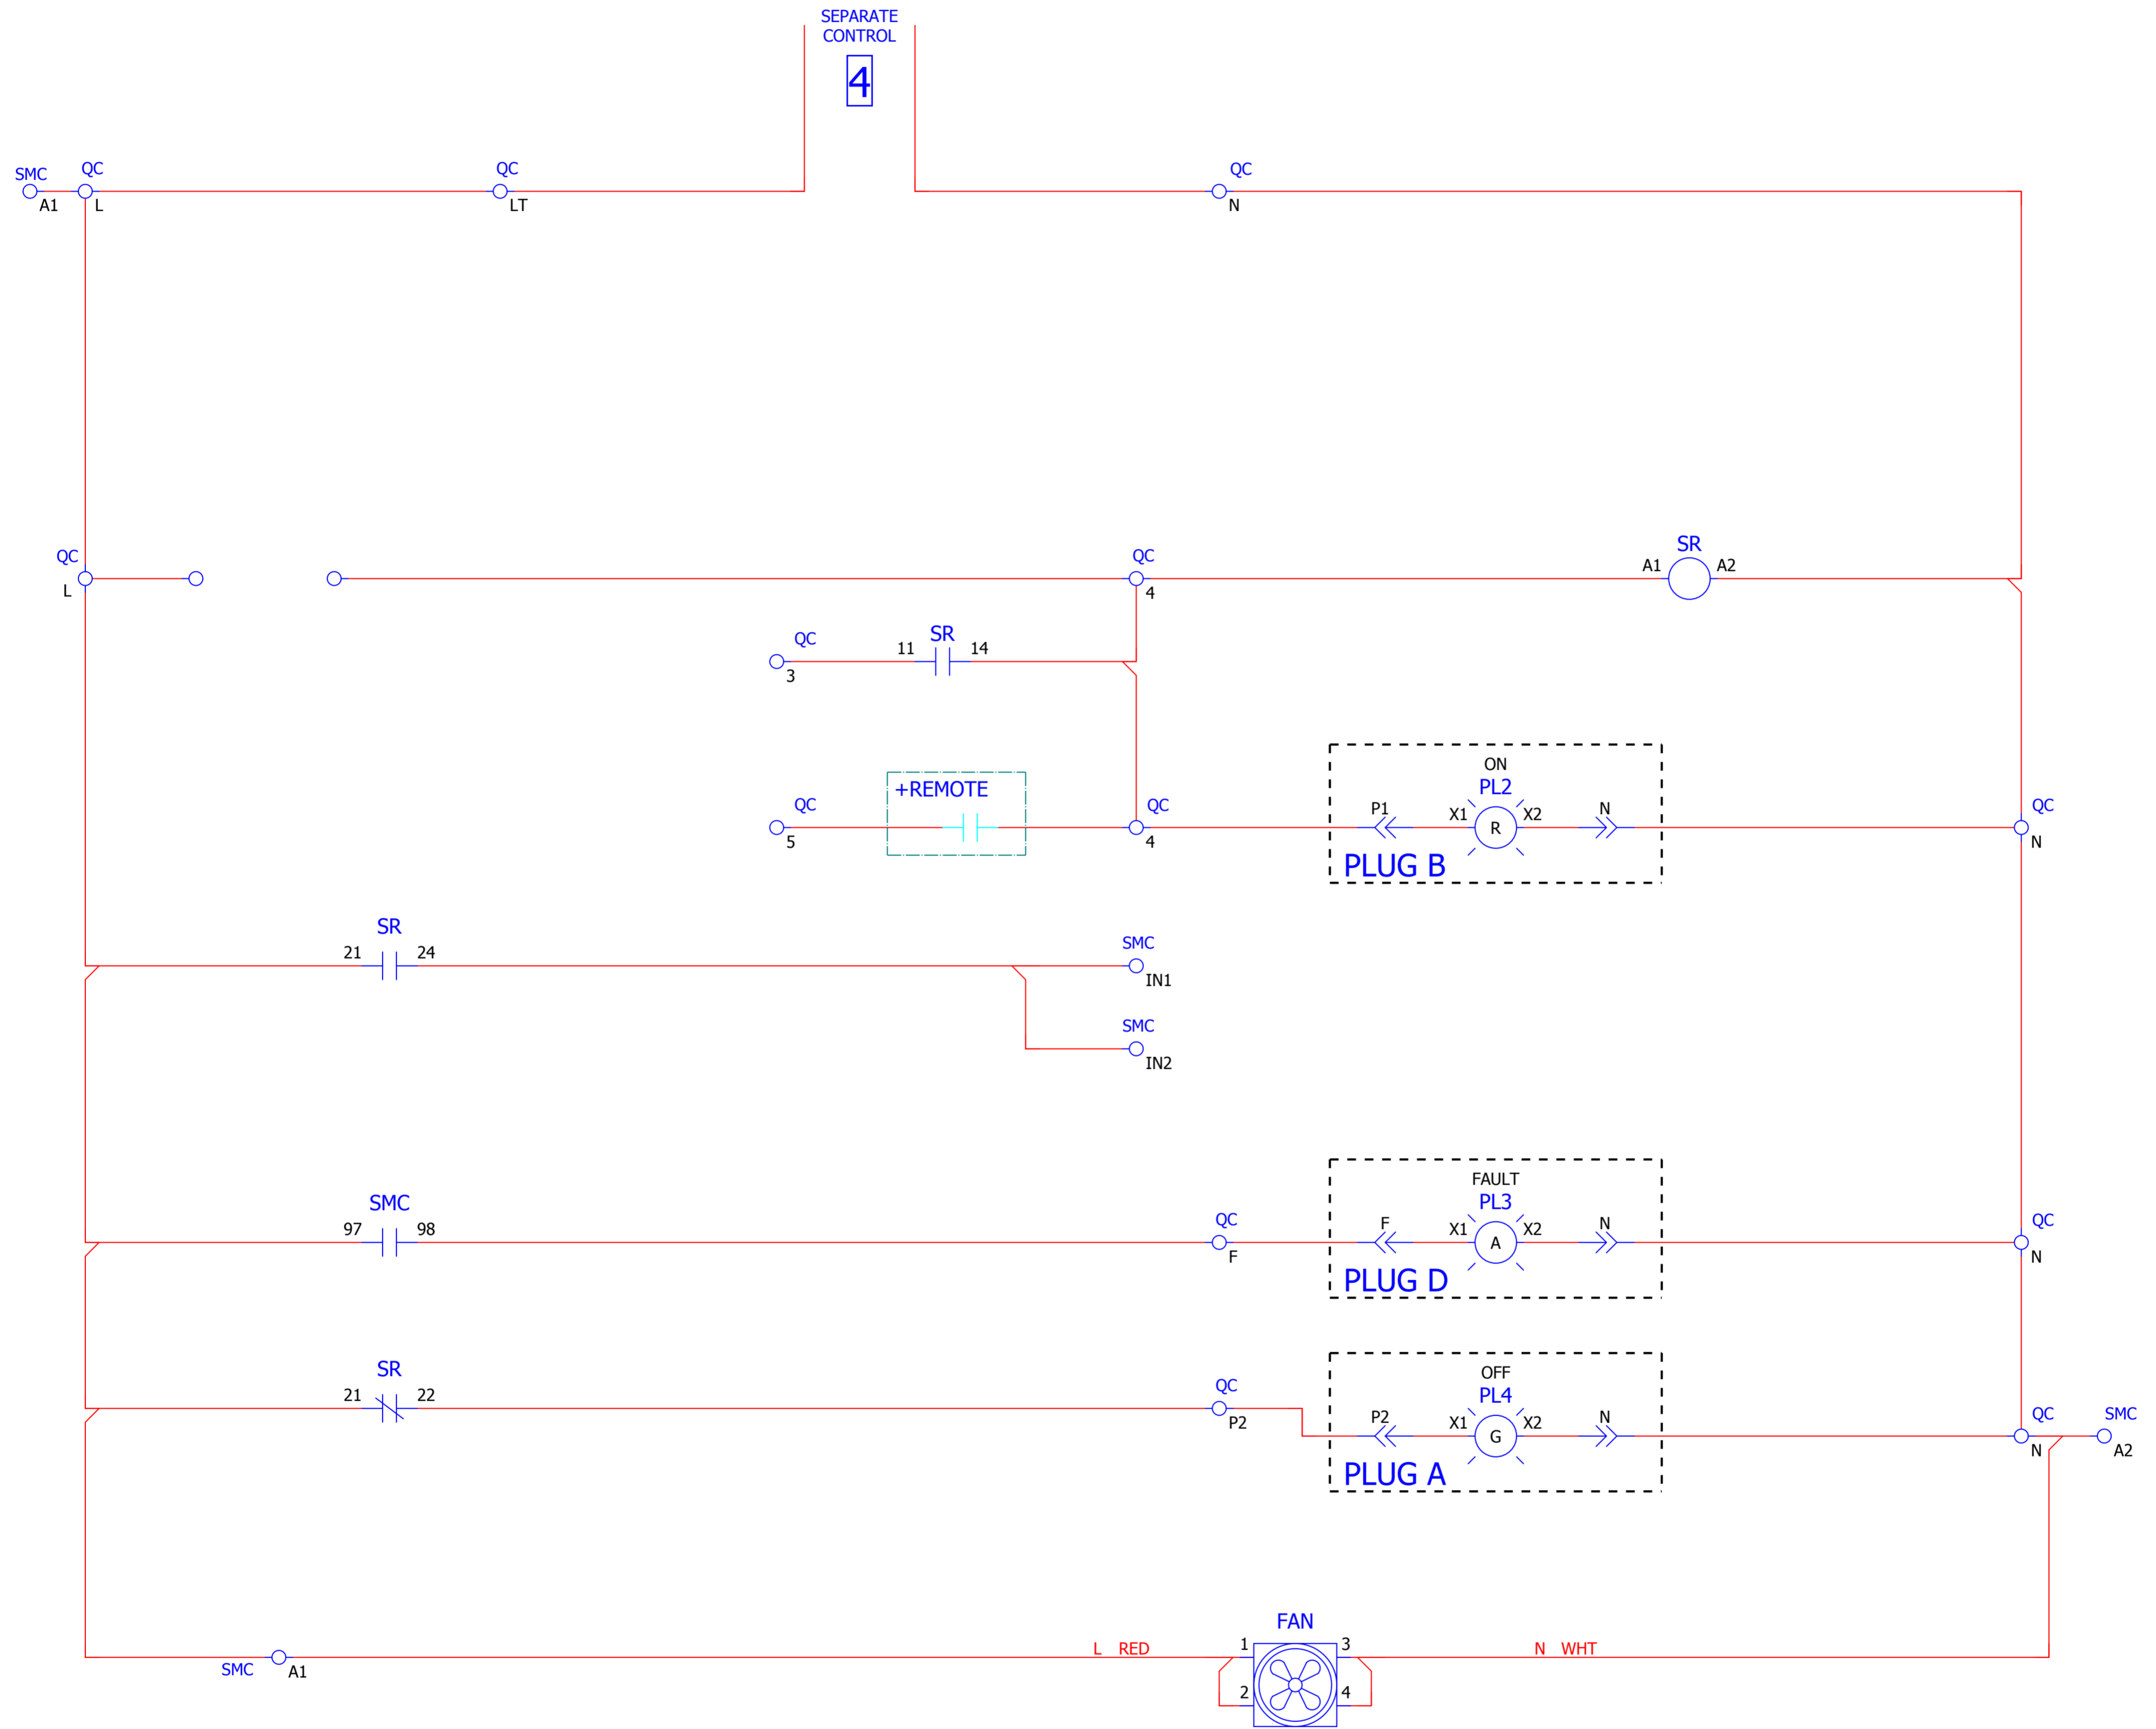 SEPARATE
CONTROL
4
SMC
A1
QC
L
QC
LT
QC
N
QC
L
QC
4
SR
A1
A2
QC
3
SR
11
14
QC
5
+REMOTE
QC
4
ON
PL2
P1
X1
R
X2
N
PLUG B
QC
N
SR
21
24
SMC
IN1
SMC
IN2
SMC
97
98
QC
F
FAULT
PL3
F
X1
A
X2
N
PLUG D
QC
N
SR
21
22
QC
P2
OFF
PL4
P2
X1
G
X2
N
PLUG A
QC
N
SMC
A2
SMC
A1
L RED
FAN
1
2
3
4
N WHT